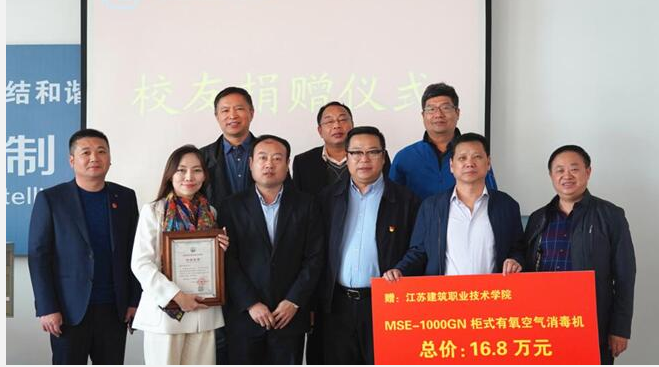 校友捐赠仪式
结和谐
制
telli
赠：江苏建筑职业技术学院
MSE-1000GN 柜式有氧空气消毒机
总价：16.8 万元